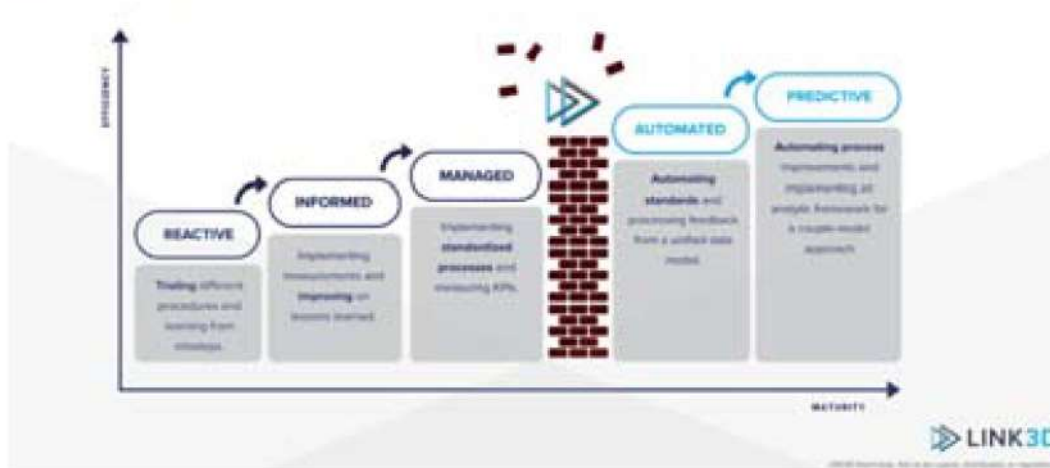 EFFICIENCY
PREDICTIVE
AUTOMATED
MANAGED
INFORMED
REACTIVE
Trialing different
procedures and
learning from
missteps.
Implementing
measurements and
improving on
lessons learned.
Implementing
standardized
processes and
measuring KPIs.
Automating
standards and
processing feedback
from a unified data
model.
Automating process
improvements and
implementing an
analytic framework for
a couple-model
approach.
MATURITY
LINK3D